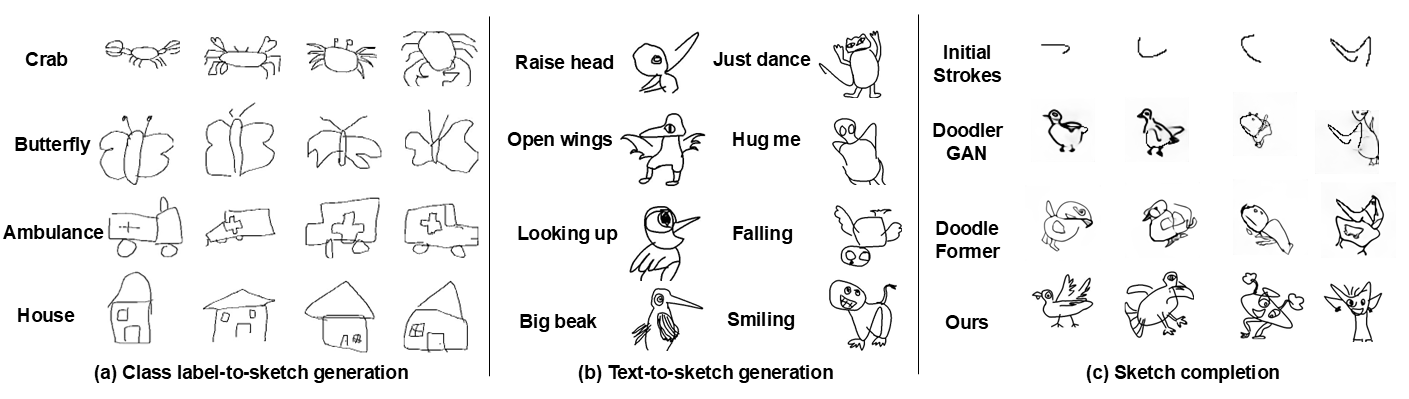 Crab
Butterfly
Ambulance
House
(a) Class label-to-sketch generation
Raise head
Just dance
Open wings
Hug me
Looking up
Falling
Big beak
Smiling
(b) Text-to-sketch generation
Initial
Strokes
Doodler
GAN
Doodle
Former
Ours
(c) Sketch completion